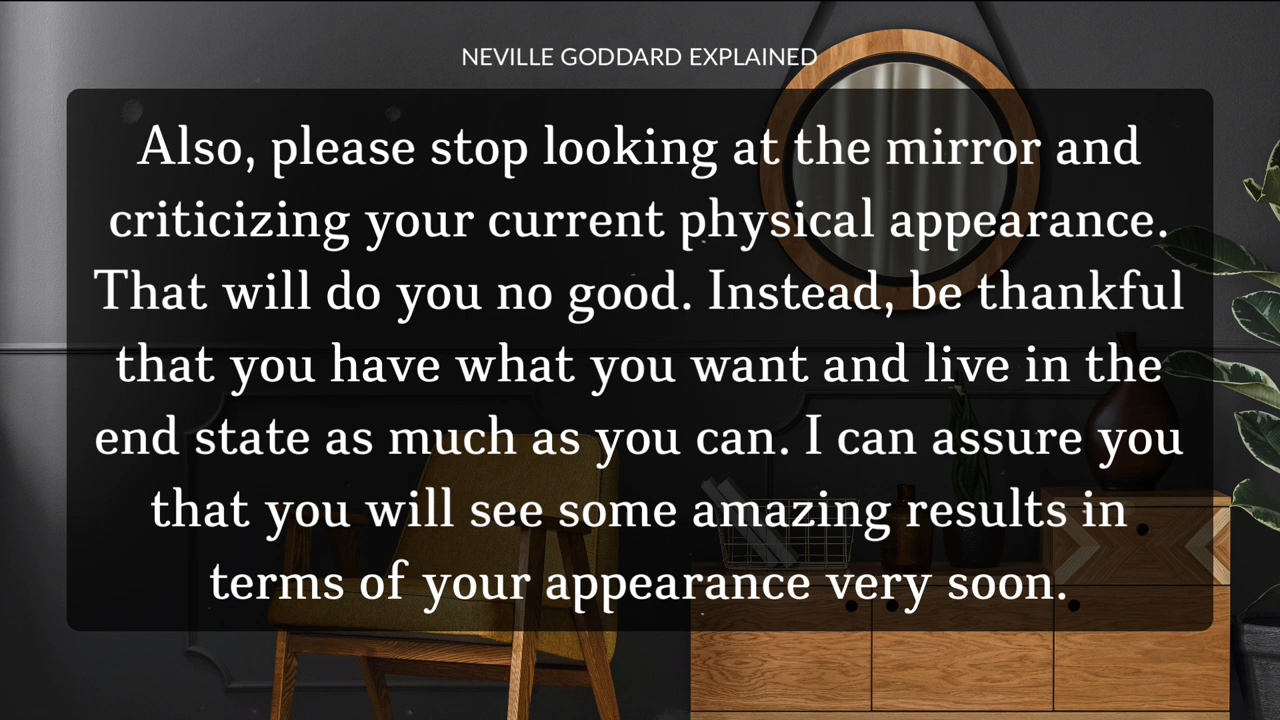 NEVILLE GODDARD EXPLAINED
Also, please stop looking at the mirror and
criticizing your current physical appearance.
That will do you no good. Instead, be thankful
that you have what you want and live in the
end state as much as you can. I can assure you
that you will see some amazing results in
terms of your appearance very soon.